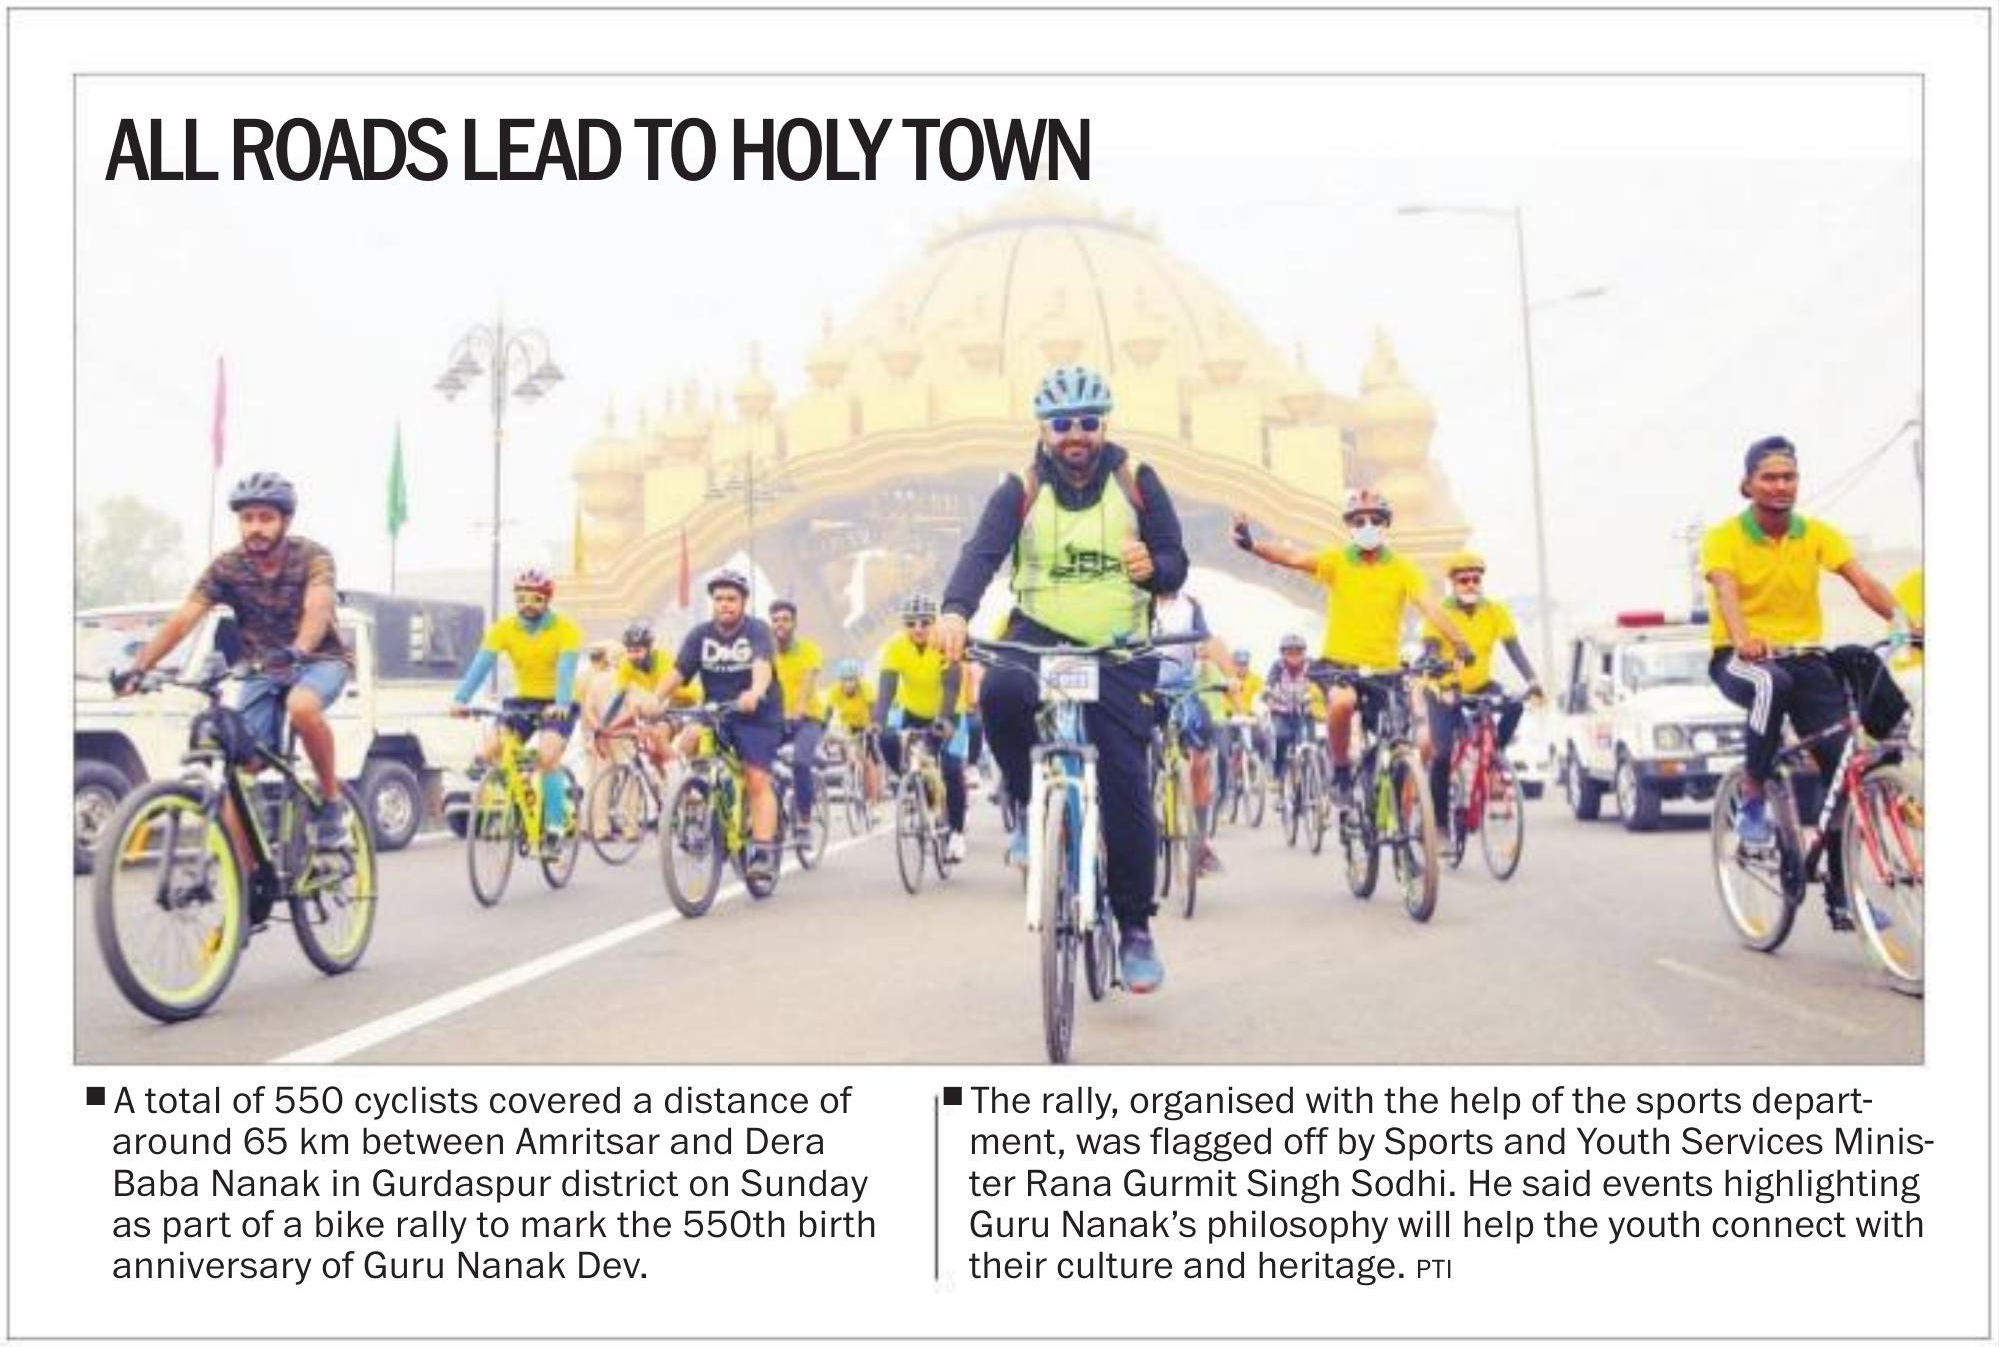 ALL ROADS LEAD TO HOLY TOWN
D&G
■ A total of 550 cyclists covered a distance of
around 65 km between Amritsar and Dera
Baba Nanak in Gurdaspur district on Sunday
as part of a bike rally to mark the 550th birth
anniversary of Guru Nanak Dev.
■ The rally, organised with the help of the sports depart-
ment, was flagged off by Sports and Youth Services Minis-
ter Rana Gurmit Singh Sodhi. He said events highlighting
Guru Nanak’s philosophy will help the youth connect with
their culture and heritage. PTI